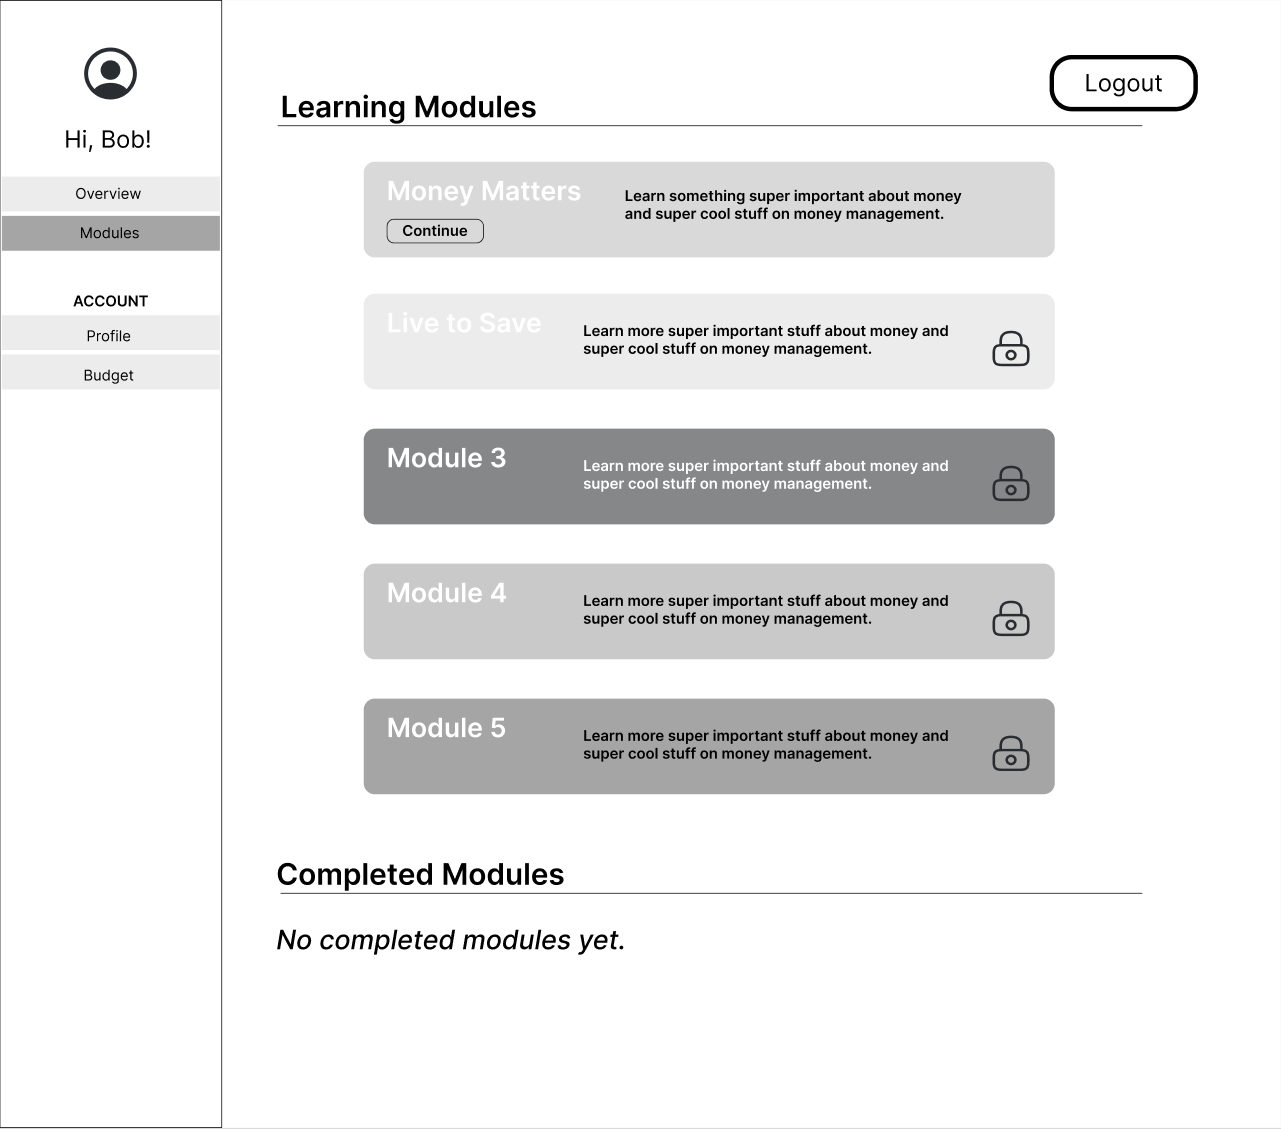 Hi, Bob!
Overview
Modules
ACCOUNT
Profile
Budget
Logout
Learning Modules
Money Matters
Continue
Learn something super important about money
and super cool stuff on money management.
Live to Save
Learn more super important stuff about money and
super cool stuff on money management.
Module 3
Learn more super important stuff about money and
super cool stuff on money management.
Module 4
Learn more super important stuff about money and
super cool stuff on money management.
Module 5
Learn more super important stuff about money and
super cool stuff on money management.
Completed Modules
No completed modules yet.